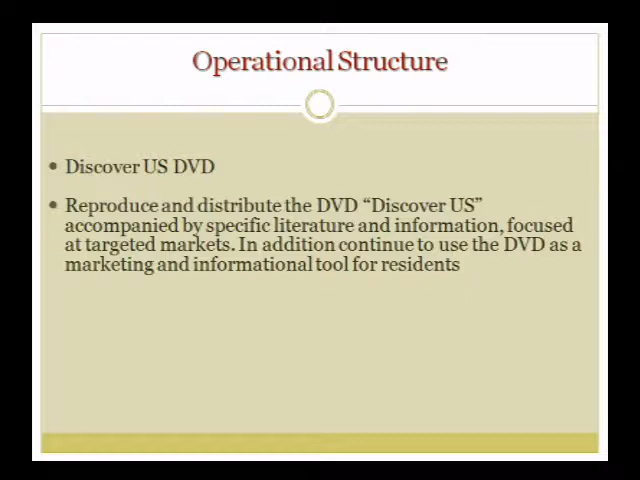 Operational Structure
• Discover US DVD
• Reproduce and distribute the DVD “Discover US”
accompanied by specific literature and information, focused
at targeted markets. In addition continue to use the DVD as a
marketing and informational tool for residents